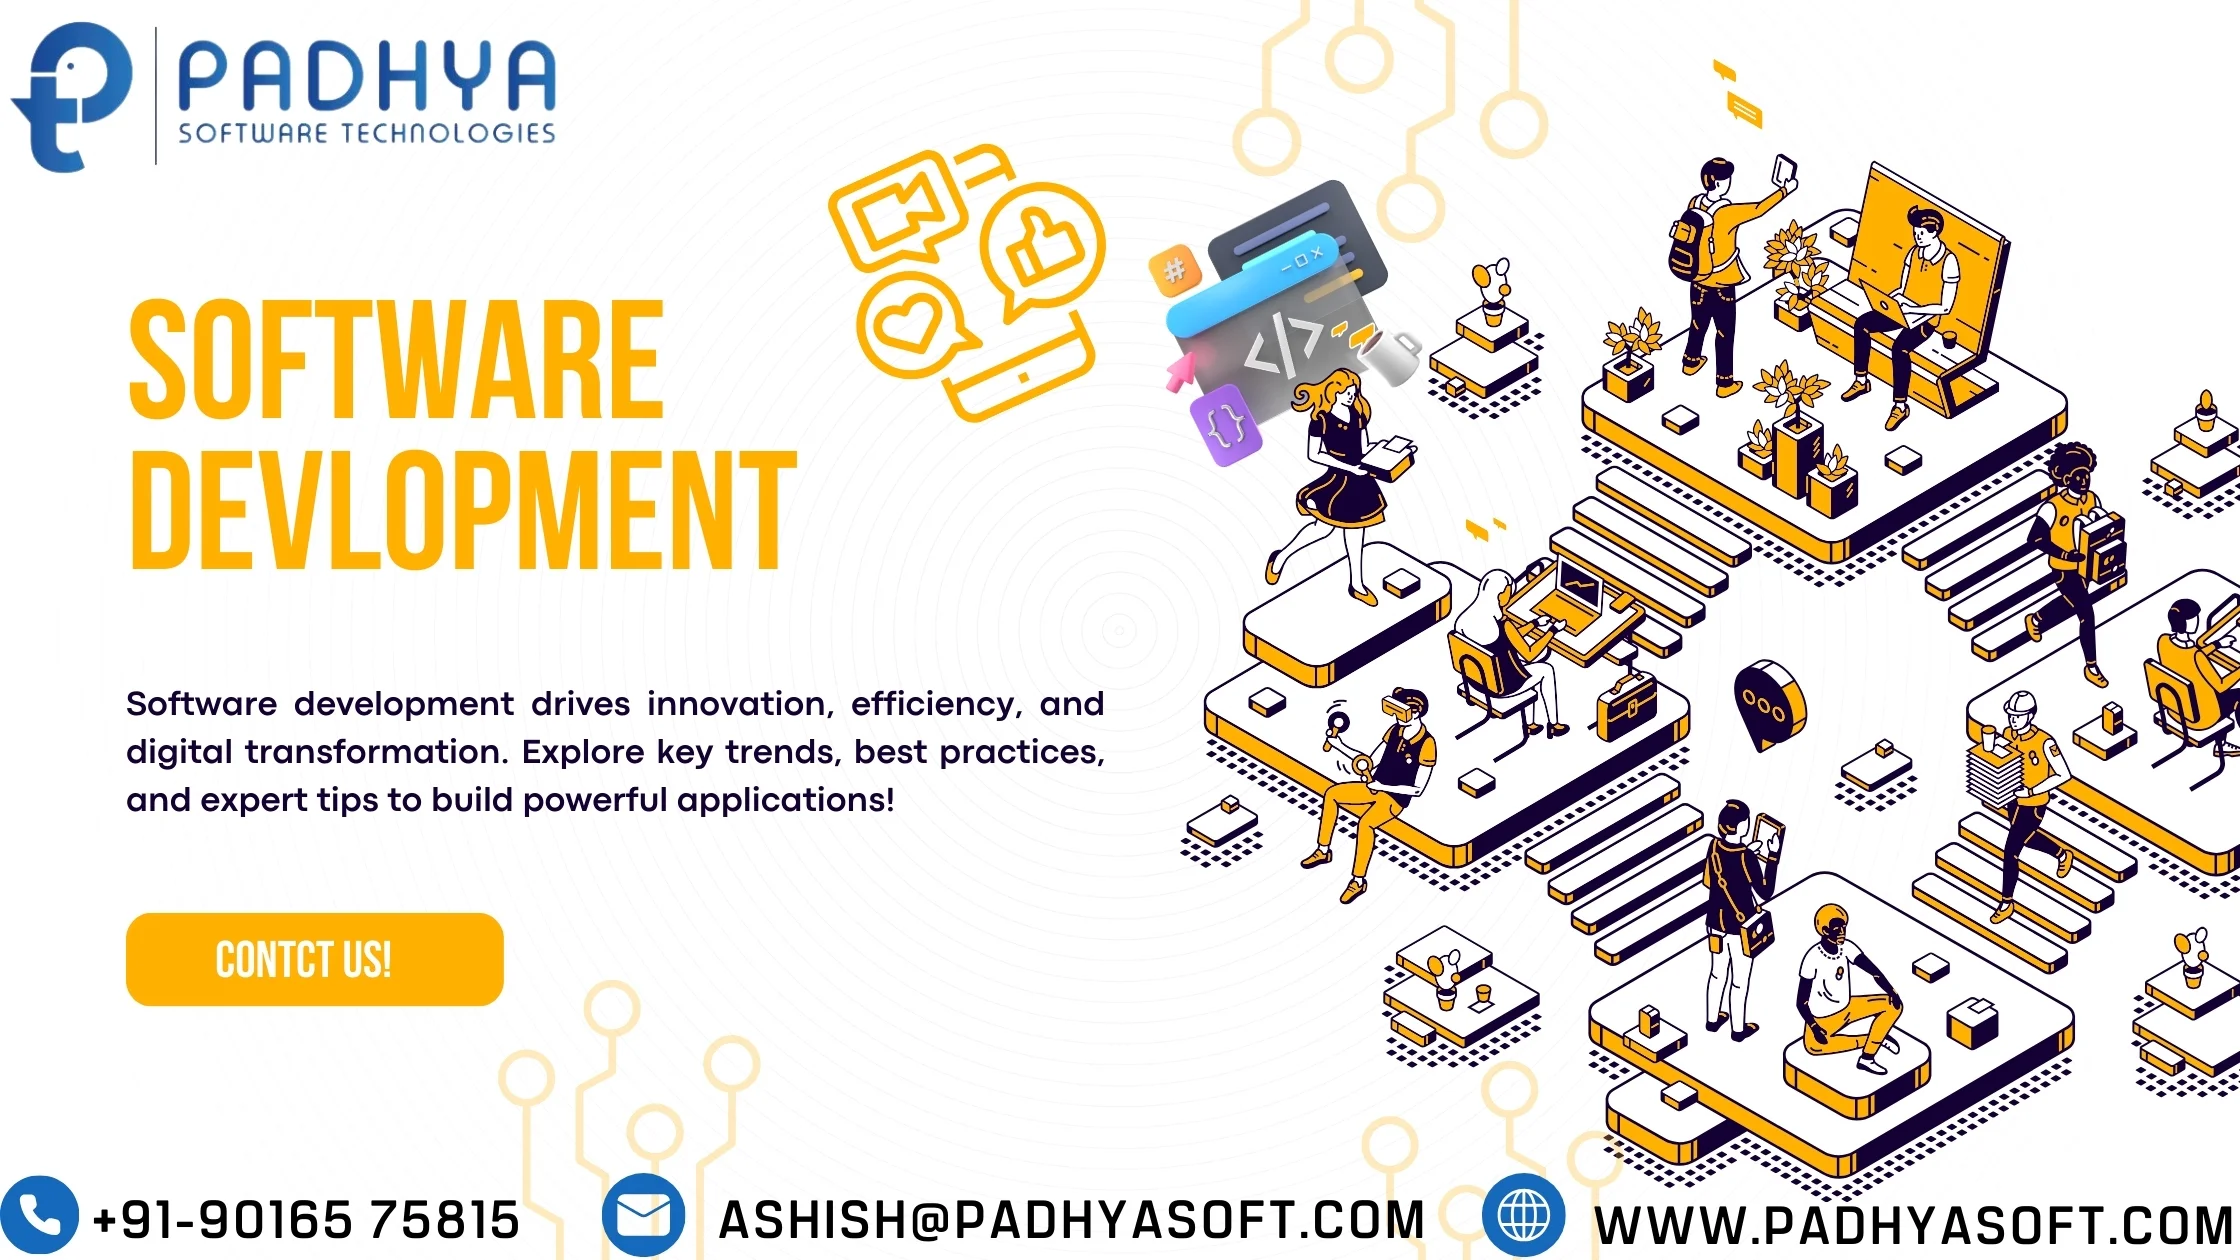 PADHYA
SOFTWARE TECHNOLOGIES
SOFTWARE
DEVLOPMENT
Software development drives innovation, efficiency, and
digital transformation. Explore key trends, best practices,
and expert tips to build powerful applications!
CONTCT US!
+91-90165 75815
ASHISH@PADHYASOFT.COM
WWW.PADHYASOFT.COM